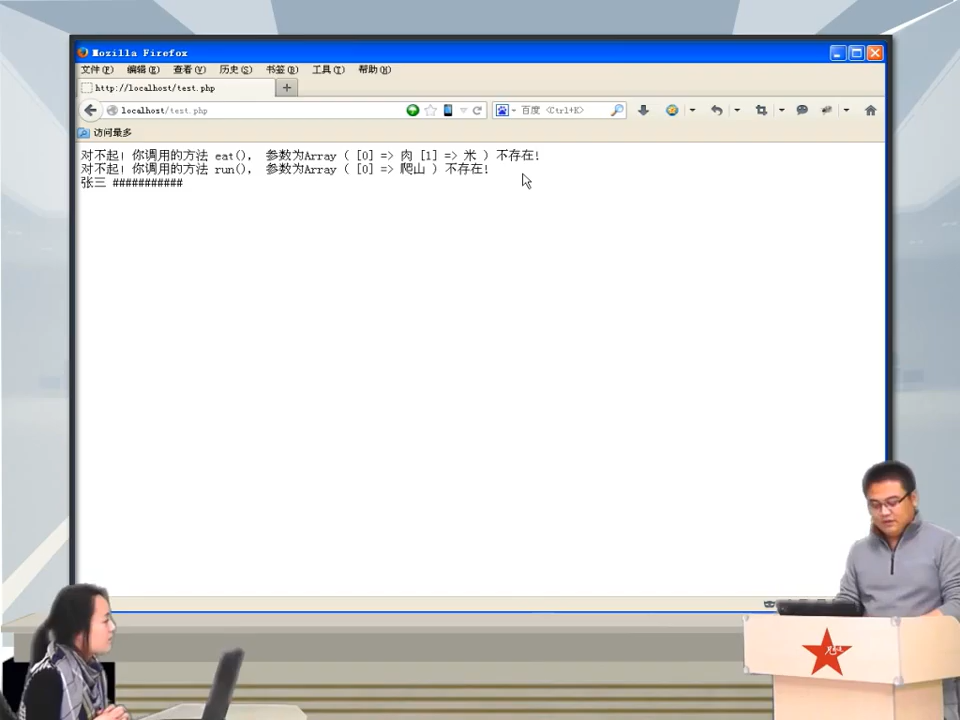 Mozilla Firefox
文件(F) 编辑(E) 查看(V) 历史(S) 书签(B) 工具(T) 帮助(H)
http://localhost/test.php
localhost/test.php
百度 <Ctrl+K>
访问最多
对不起! 你调用的方法 eat(), 参数为Array ( [0] => 肉 [1] => 米 ) 不存在!
对不起! 你调用的方法 run(), 参数为Array ( [0] => 爬山 ) 不存在!
张三 ###########